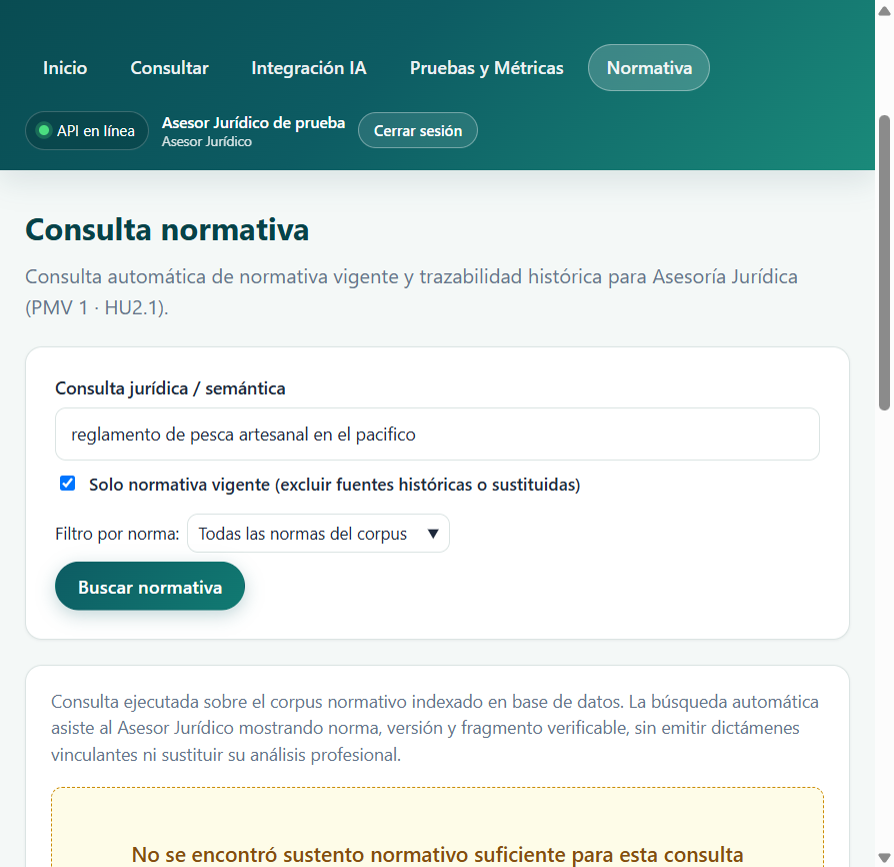 Inicio
Consultar
Integración IA
Pruebas y Métricas
Normativa
API en línea
Asesor Jurídico de prueba
Asesor Jurídico
Cerrar sesión
Consulta normativa
Consulta automática de normativa vigente y trazabilidad histórica para Asesoría Jurídica
(PMV 1 · HU2.1).
Consulta jurídica / semántica
reglamento de pesca artesanal en el pacifico
Solo normativa vigente (excluir fuentes históricas o sustituidas)
Filtro por norma: Todas las normas del corpus
Buscar normativa
Consulta ejecutada sobre el corpus normativo indexado en base de datos. La búsqueda automática
asiste al Asesor Jurídico mostrando norma, versión y fragmento verificable, sin emitir dictámenes
vinculantes ni sustituir su análisis profesional.
No se encontró sustento normativo suficiente para esta consulta